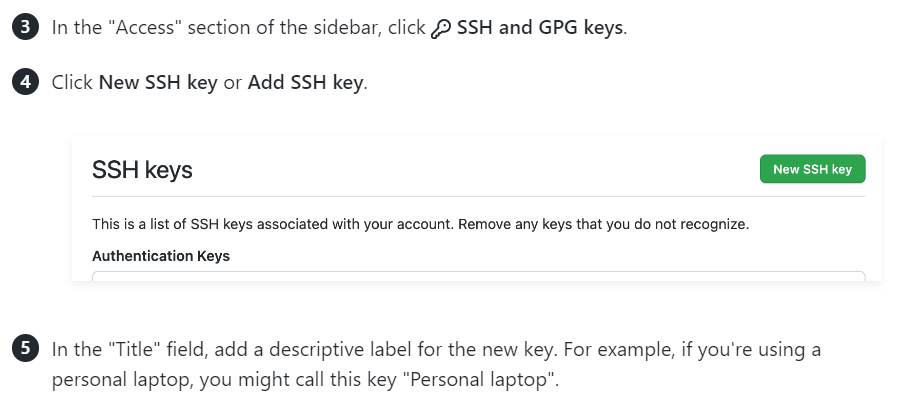 3 In the "Access" section of the sidebar, click SSH and GPG keys.
4 Click New SSH key or Add SSH key.
SSH keys
New SSH key
This is a list of SSH keys associated with your account. Remove any keys that you do not recognize.
Authentication Keys
5 In the "Title" field, add a descriptive label for the new key. For example, if you're using a
personal laptop, you might call this key "Personal laptop".